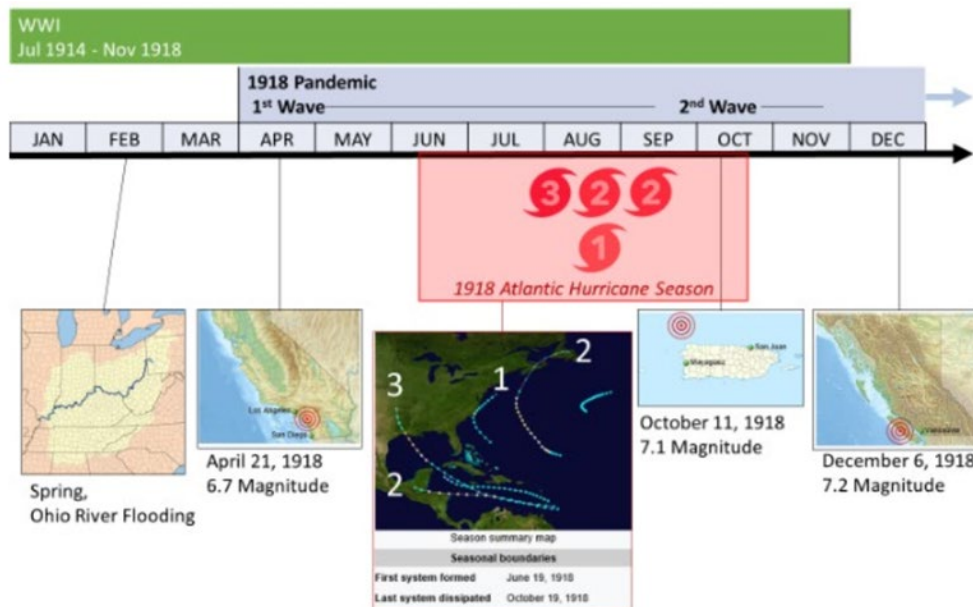 WWI
Jul 1914 - Nov 1918
1918 Pandemic
1st Wave
2nd Wave
JAN FEB MAR APR MAY JUN JUL AUG SEP OCT NOV DEC
3 2 2
1
1918 Atlantic Hurricane Season
Spring,
Ohio River Flooding
Los Angeles
San Diego
April 21, 1918
6.7 Magnitude
2
3
1
2
Season summary map
Seasonal boundaries
First system formed June 19, 1918
Last system dissipated October 19, 1918
San Juan
Mayagüez
October 11, 1918
7.1 Magnitude
Vancouver
December 6, 1918
7.2 Magnitude